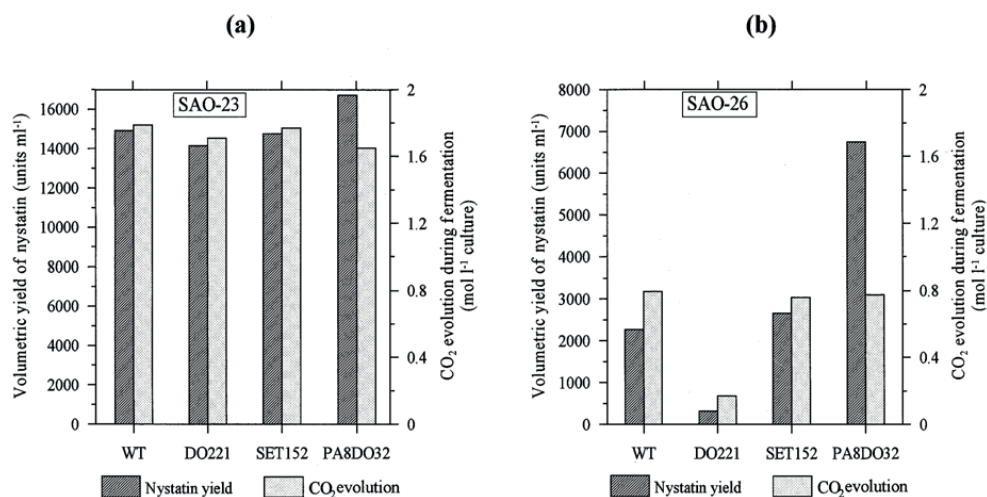 (a)
SAO-23
Volumetric yield of nystatin (units ml⁻¹)
16000
14000
12000
10000
8000
6000
4000
2000
0
2
1.6
1.2
0.8
0.4
0
CO₂ evolution during fermentation
(mol l⁻¹ culture)
WT DO221 SET152 PA8DO32
Nystatin yield CO₂evolution
(b)
SAO-26
Volumetric yield of nystatin (units ml⁻¹)
8000
7000
6000
5000
4000
3000
2000
1000
0
2
1.6
1.2
0.8
0.4
0
CO₂ evolution during fermentation
(mol l⁻¹ culture)
WT DO221 SET152 PA8DO32
Nystatin yield CO₂evolution